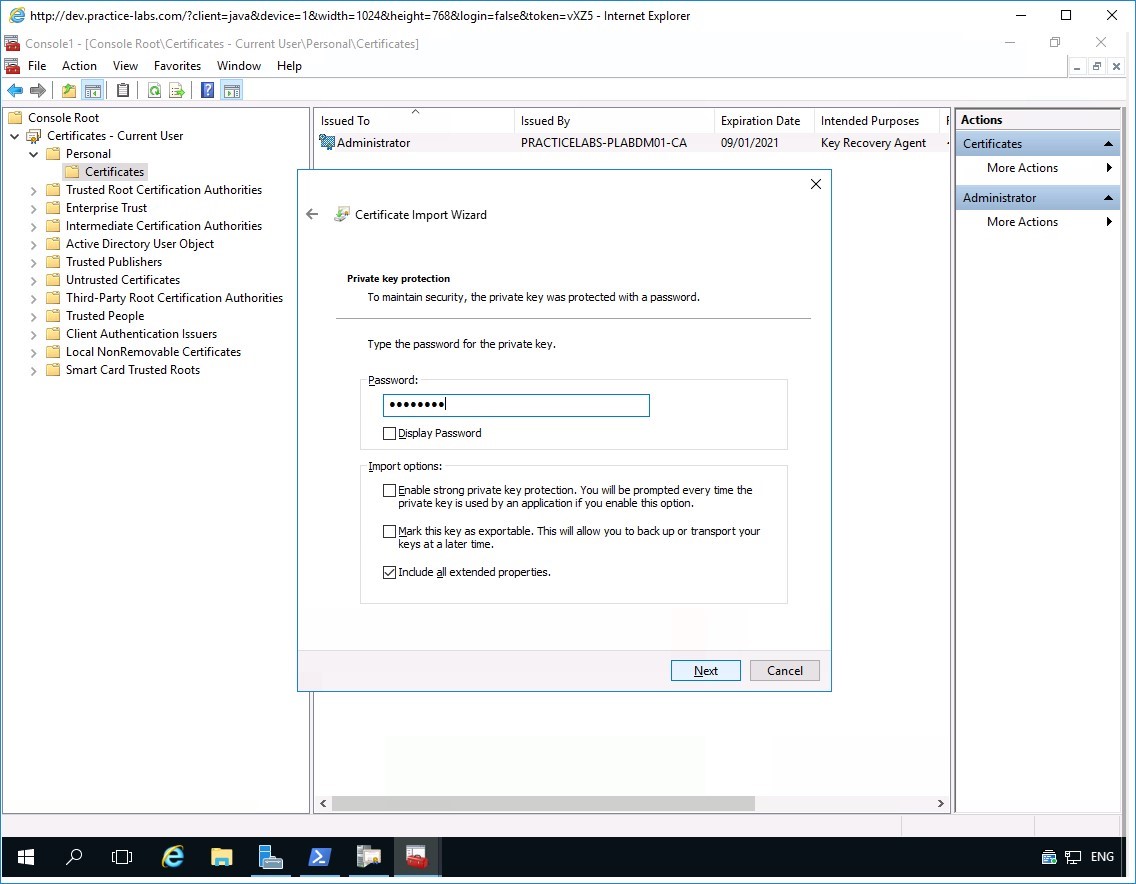 http://dev.practice-labs.com/?client=java&device=1&width=1024&height=768&login=false&token=vXZ5 - Internet Explorer
Console1 - [Console Root\Certificates - Current User\Personal\Certificates]
File Action View Favorites Window Help
Console Root
Certificates - Current User
Personal
Certificates
Trusted Root Certification Authorities
Enterprise Trust
Intermediate Certification Authorities
Active Directory User Object
Trusted Publishers
Untrusted Certificates
Third-Party Root Certification Authorities
Trusted People
Client Authentication Issuers
Local NonRemovable Certificates
Smart Card Trusted Roots
Issued To Issued By Expiration Date Intended Purposes
Administrator PRACTICELABS-PLABDM01-CA 09/01/2021 Key Recovery Agent
Certificate Import Wizard
Private key protection
To maintain security, the private key was protected with a password.
Type the password for the private key.
Password:
••••••••
Display Password
Import options:
Enable strong private key protection. You will be prompted every time the
private key is used by an application if you enable this option.
Mark this key as exportable. This will allow you to back up or transport your
keys at a later time.
Include all extended properties.
Next Cancel
Actions
Certificates
More Actions
Administrator
More Actions
ENG